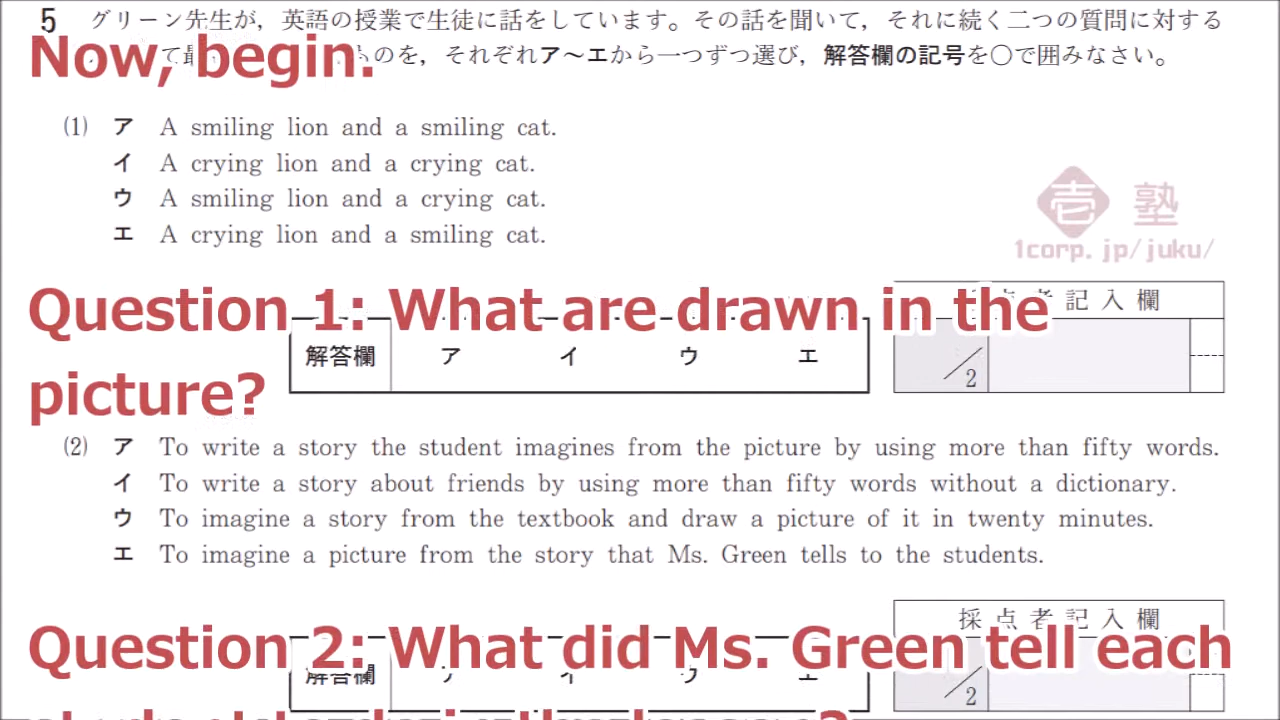 5 グリーン先生が，英語の授業で生徒に話をしています。その話を聞いて，それに続く二つの質問に対する
ものを，それぞれア～エから一つずつ選び，解答欄の記号を○で囲みなさい。
Now, begin.
(1) ア A smiling lion and a smiling cat.
イ A crying lion and a crying cat.
ウ A smiling lion and a crying cat.
エ A crying lion and a smiling cat.
壱 塾
1corp. jp/juku/
Question 1: What are drawn in the
記入欄
解答欄 ア イ ウ エ
/2
picture?
(2) ア To write a story the student imagines from the picture by using more than fifty words.
イ To write a story about friends by using more than fifty words without a dictionary.
ウ To imagine a story from the textbook and draw a picture of it in twenty minutes.
エ To imagine a picture from the story that Ms. Green tells to the students.
採点者記入欄
Question 2: What did Ms. Green tell each
解答欄
/2